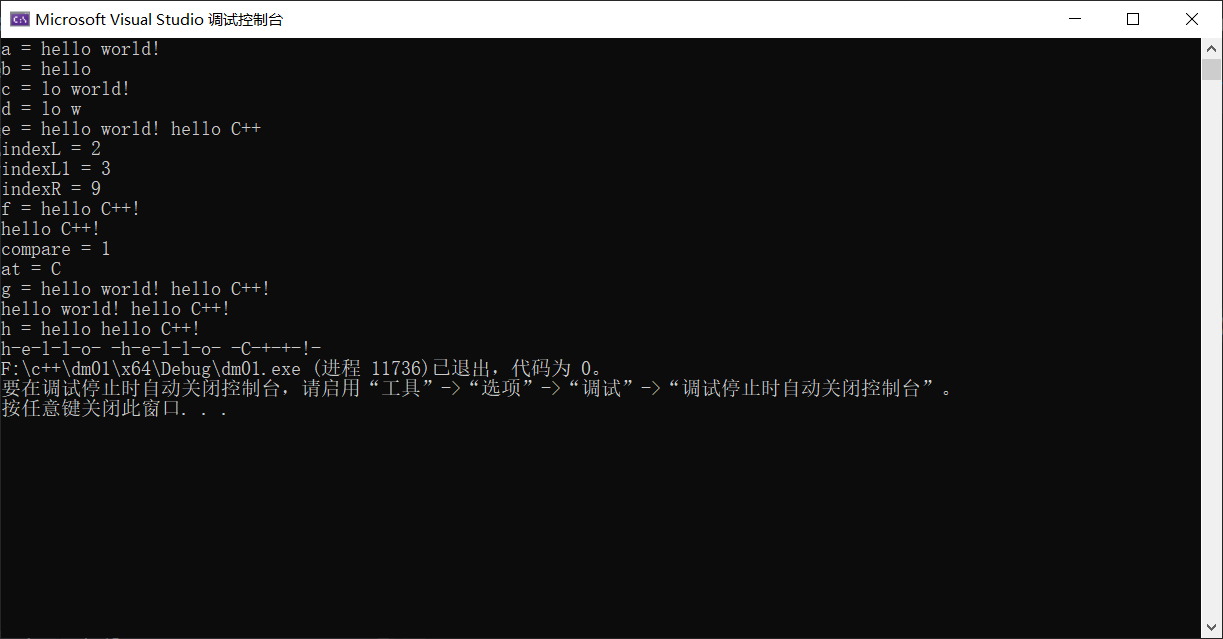 Microsoft Visual Studio 调试控制台
a = hello world!
b = hello
c = lo world!
d = lo w
e = hello world! hello C++
indexL = 2
indexL1 = 3
indexR = 9
f = hello C++!
hello C++!
compare = 1
at = C
g = hello world! hello C++!
hello world! hello C++!
h = hello hello C++!
h-e-l-l-o- -h-e-l-l-o- -C-+-+-!-
F:\c++\dm01\x64\Debug\dm01.exe (进程 11736)已退出，代码为 0。
要在调试停止时自动关闭控制台，请启用“工具”->“选项”->“调试”->“调试停止时自动关闭控制台”。
按任意键关闭此窗口. . .